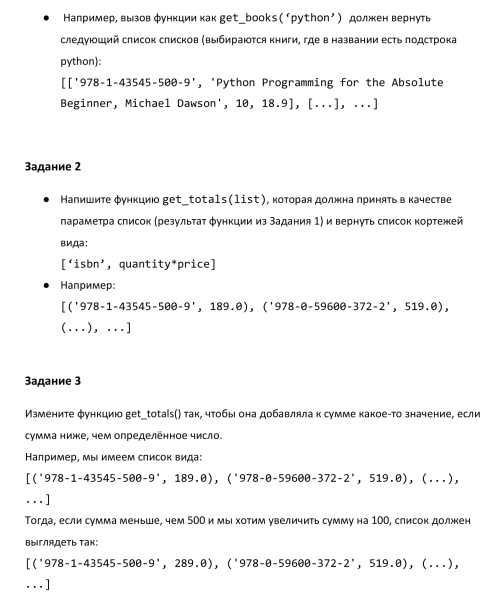 ● Например, вызов функции как get_books(‘python’) должен вернуть
следующий список списков (выбираются книги, где в названии есть подстрока
python):
[['978-1-43545-500-9', 'Python Programming for the Absolute
Beginner, Michael Dawson', 10, 18.9], [...], ...]
Задание 2
● Напишите функцию get_totals(list), которая должна принять в качестве
параметра список (результат функции из Задания 1) и вернуть список кортежей
вида:
[‘isbn’, quantity*price]
● Например:
[('978-1-43545-500-9', 189.0), ('978-0-59600-372-2', 519.0),
(...), ...]
Задание 3
Измените функцию get_totals() так, чтобы она добавляла к сумме какое-то значение, если
сумма ниже, чем определённое число.
Например, мы имеем список вида:
[('978-1-43545-500-9', 189.0), ('978-0-59600-372-2', 519.0), (...),
...]
Тогда, если сумма меньше, чем 500 и мы хотим увеличить сумму на 100, список должен
выглядеть так:
[('978-1-43545-500-9', 289.0), ('978-0-59600-372-2', 519.0), (...),
...]